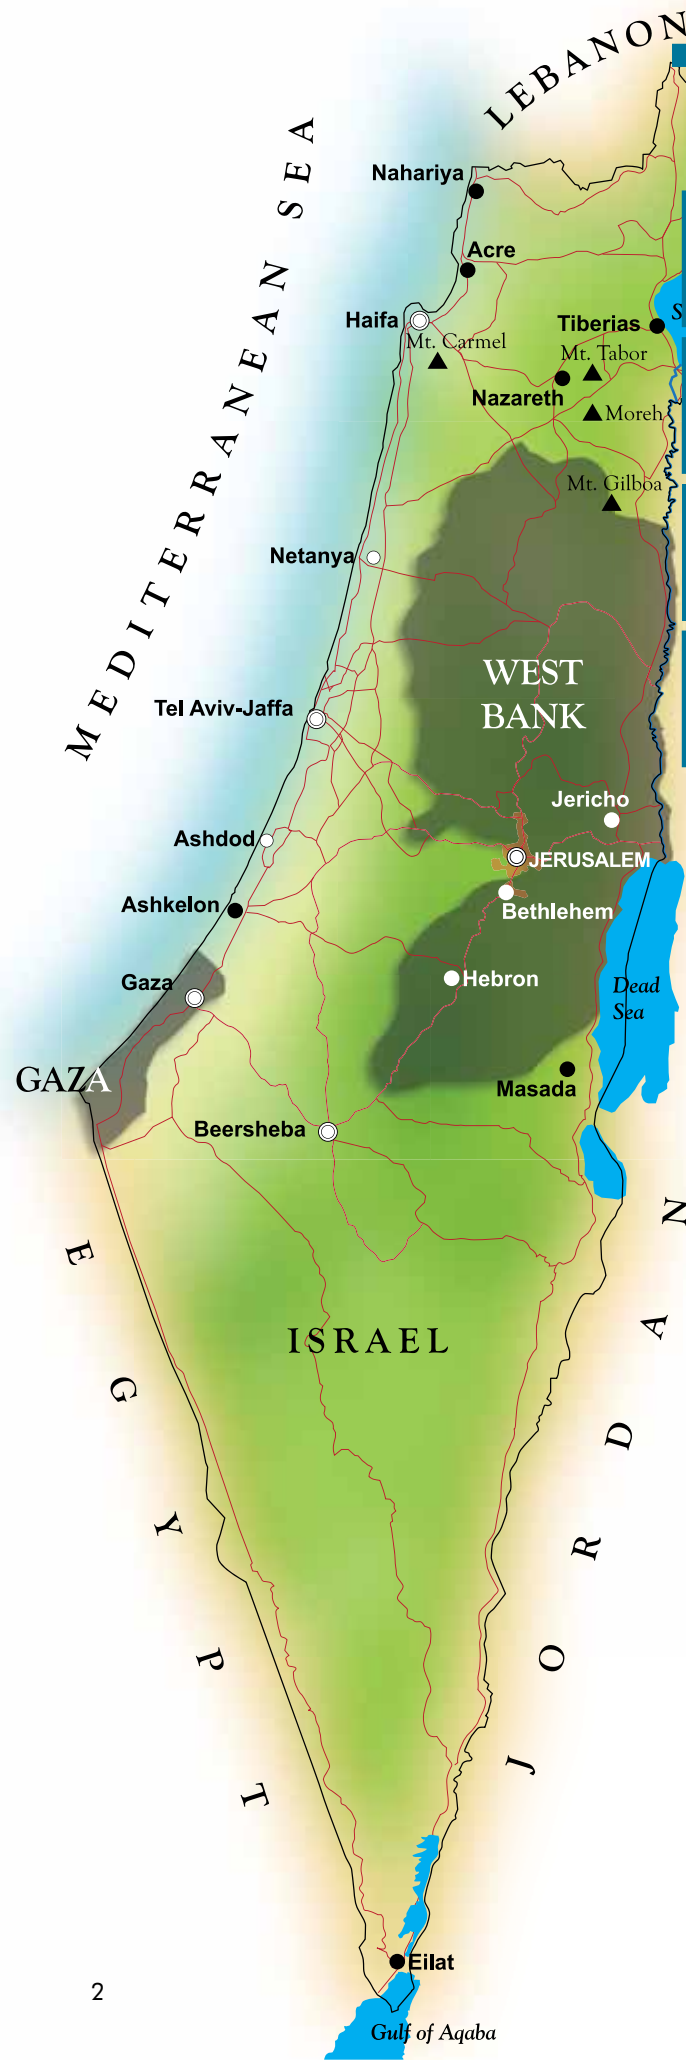 LEBANON
MEDITERRANEAN SEA
Nahariya
Acre
Haifa
Mt. Carmel
S
Tiberias
Mt. Tabor
Nazareth
Moreh
Mt. Gilboa
Netanya
WEST
BANK
Tel Aviv-Jaffa
Jericho
Ashdod
JERUSALEM
Ashkelon
Bethlehem
Hebron
Gaza
Dead
Sea
GAZA
Masada
Beersheba
EGYPT
JORDAN
ISRAEL
Eilat
2
Gulf of Aqaba